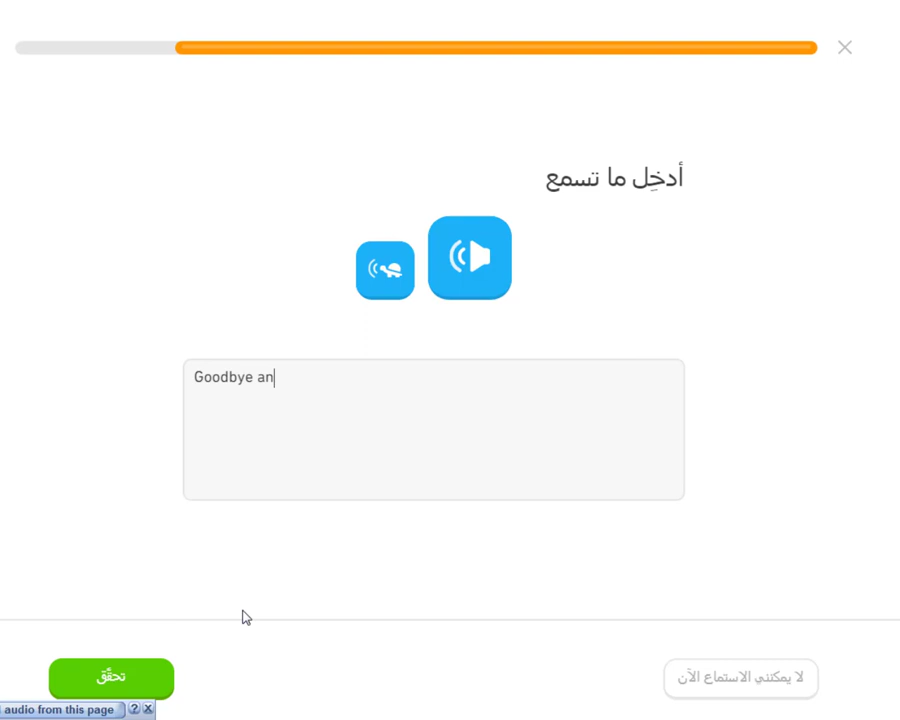 أدخِل ما تسمع
Goodbye an
تحقَّق
لا يمكنني الاستماع الآن
audio from this page